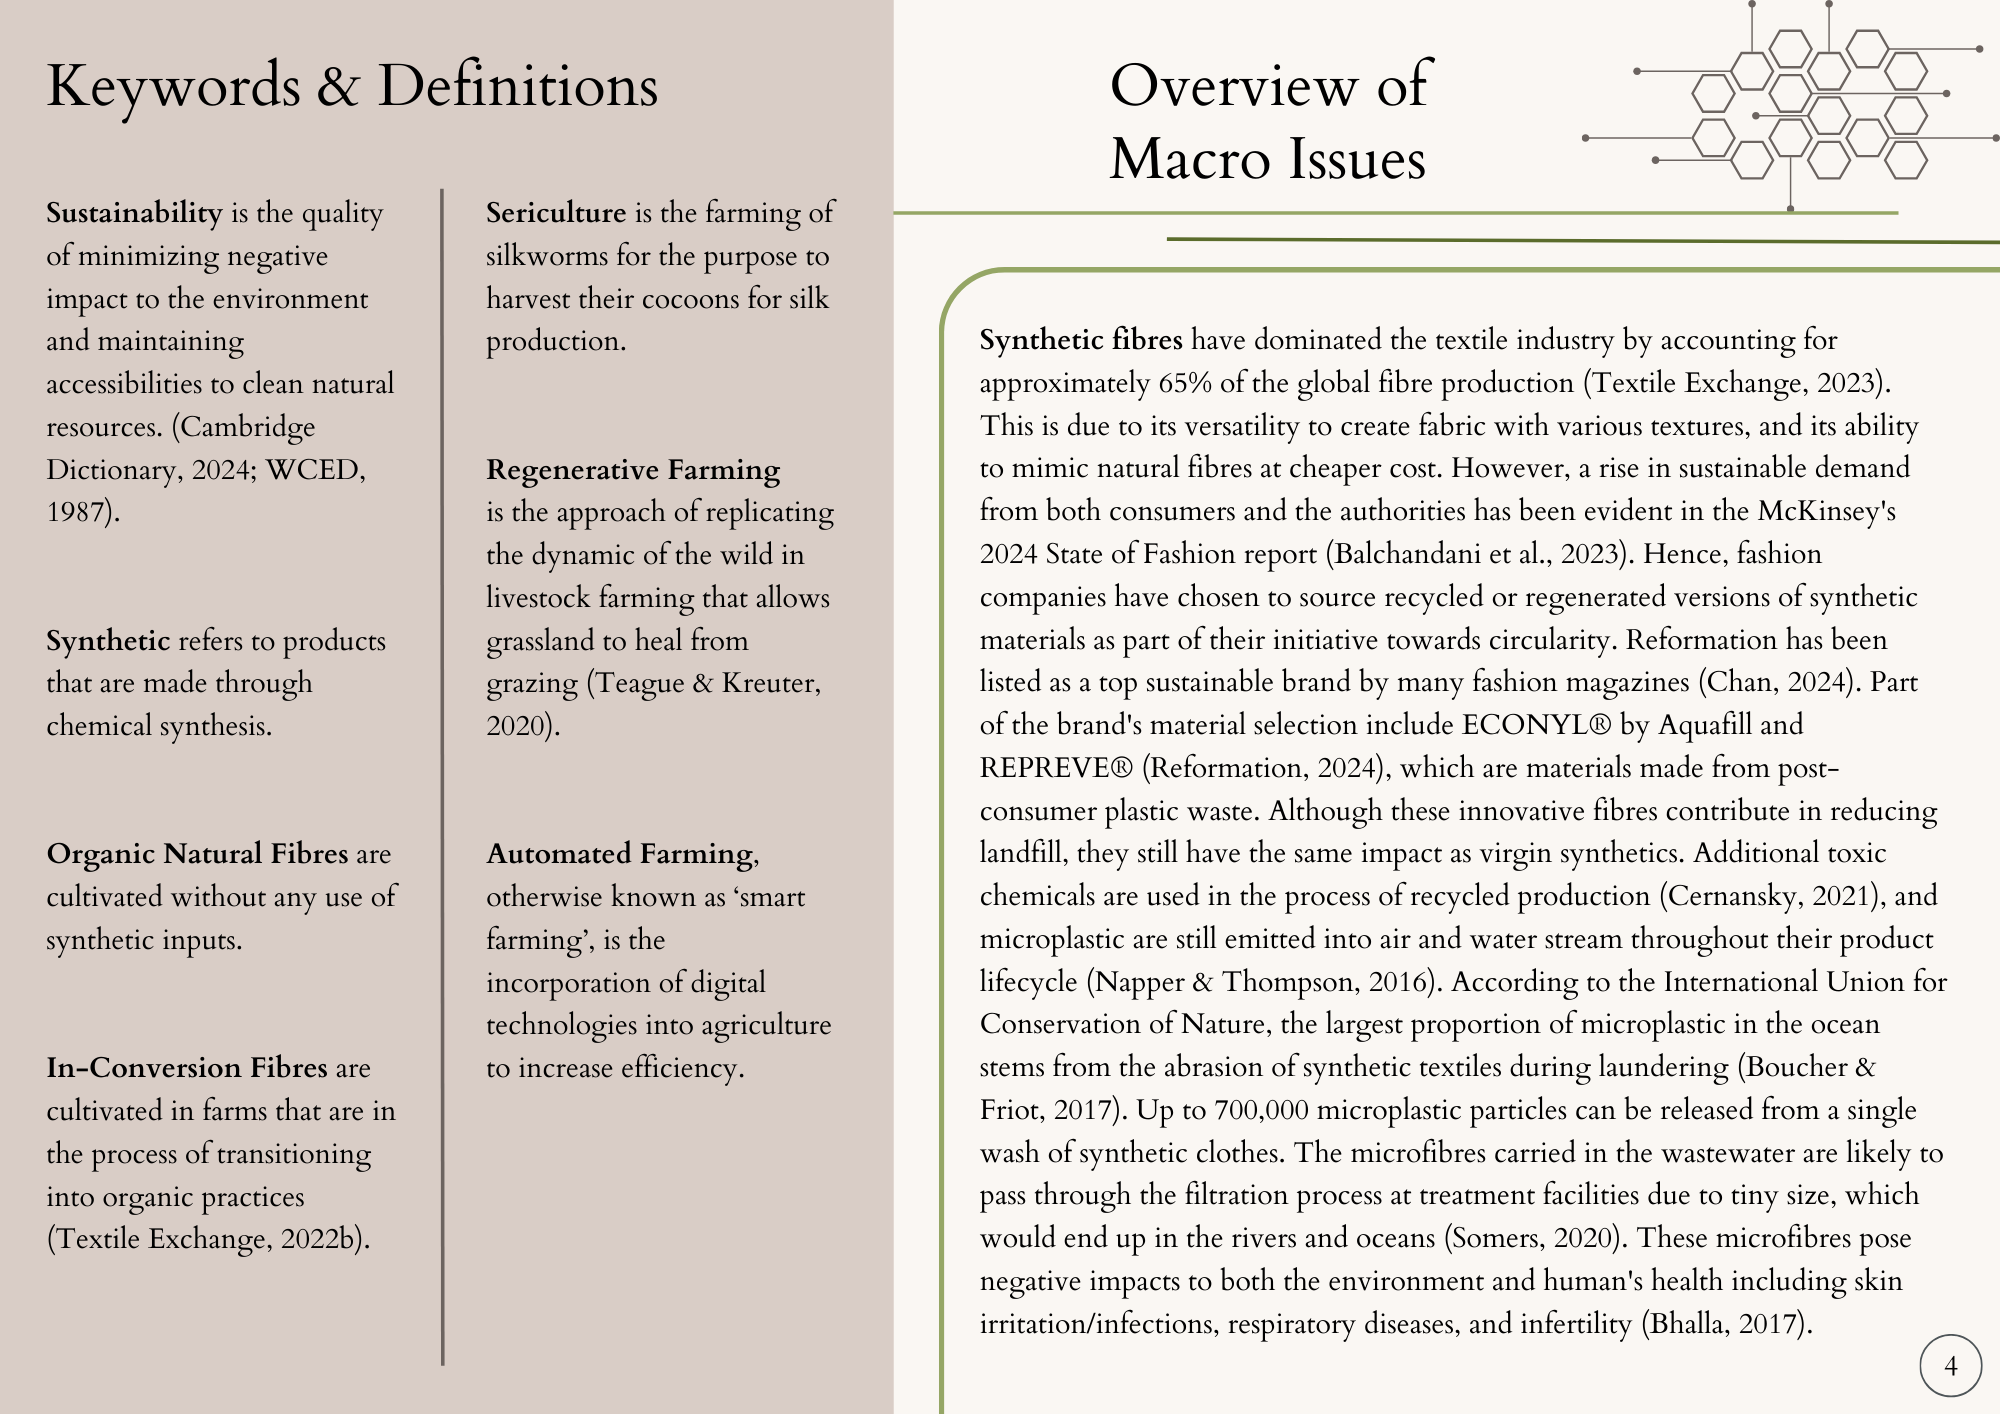 Keywords & Definitions
Sustainability is the quality
of minimizing negative
impact to the environment
and maintaining
accessibilities to clean natural
resources. (Cambridge
Dictionary, 2024; WCED,
1987).
Synthetic refers to products
that are made through
chemical synthesis.
Organic Natural Fibres are
cultivated without any use of
synthetic inputs.
In-Conversion Fibres are
cultivated in farms that are in
the process of transitioning
into organic practices
(Textile Exchange, 2022b).
Sericulture is the farming of
silkworms for the purpose to
harvest their cocoons for silk
production.
Regenerative Farming
is the approach of replicating
the dynamic of the wild in
livestock farming that allows
grassland to heal from
grazing (Teague & Kreuter,
2020).
Automated Farming,
otherwise known as ‘smart
farming’, is the
incorporation of digital
technologies into agriculture
to increase efficiency.
Overview of
Macro Issues
Synthetic fibres have dominated the textile industry by accounting for
approximately 65% of the global fibre production (Textile Exchange, 2023).
This is due to its versatility to create fabric with various textures, and its ability
to mimic natural fibres at cheaper cost. However, a rise in sustainable demand
from both consumers and the authorities has been evident in the McKinsey's
2024 State of Fashion report (Balchandani et al., 2023). Hence, fashion
companies have chosen to source recycled or regenerated versions of synthetic
materials as part of their initiative towards circularity. Reformation has been
listed as a top sustainable brand by many fashion magazines (Chan, 2024). Part
of the brand's material selection include ECONYL® by Aquafill and
REPREVE® (Reformation, 2024), which are materials made from post-
consumer plastic waste. Although these innovative fibres contribute in reducing
landfill, they still have the same impact as virgin synthetics. Additional toxic
chemicals are used in the process of recycled production (Cernansky, 2021), and
microplastic are still emitted into air and water stream throughout their product
lifecycle (Napper & Thompson, 2016). According to the International Union for
Conservation of Nature, the largest proportion of microplastic in the ocean
stems from the abrasion of synthetic textiles during laundering (Boucher &
Friot, 2017). Up to 700,000 microplastic particles can be released from a single
wash of synthetic clothes. The microfibres carried in the wastewater are likely to
pass through the filtration process at treatment facilities due to tiny size, which
would end up in the rivers and oceans (Somers, 2020). These microfibres pose
negative impacts to both the environment and human's health including skin
irritation/infections, respiratory diseases, and infertility (Bhalla, 2017).
4